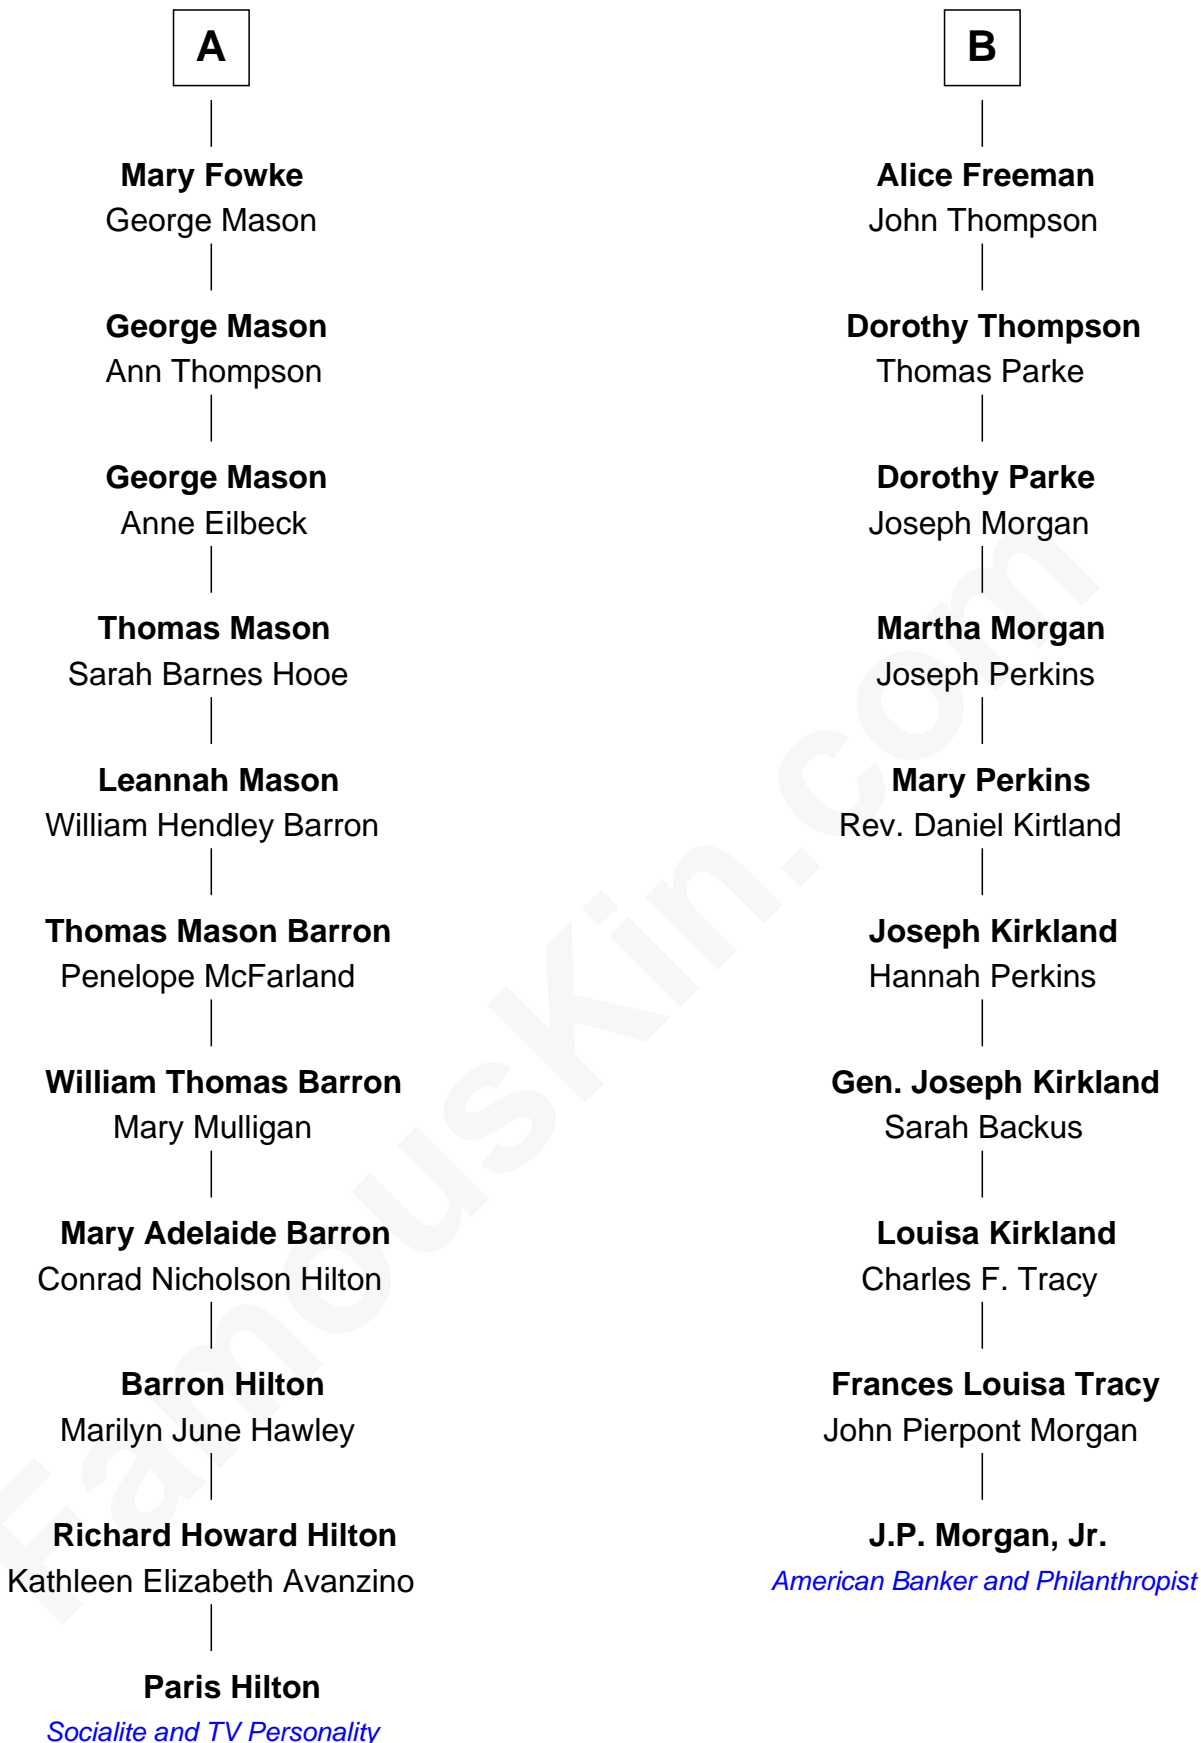 A
Mary Fowke
George Mason
George Mason
Ann Thompson
George Mason
Anne Eilbeck
Thomas Mason
Sarah Barnes Hooe
Leannah Mason
William Hendley Barron
Thomas Mason Barron
Penelope McFarland
William Thomas Barron
Mary Mulligan
Mary Adelaide Barron
Conrad Nicholson Hilton
Barron Hilton
Marilyn June Hawley
Richard Howard Hilton
Kathleen Elizabeth Avanzino
Paris Hilton
Socialite and TV Personality
B
Alice Freeman
John Thompson
Dorothy Thompson
Thomas Parke
Dorothy Parke
Joseph Morgan
Martha Morgan
Joseph Perkins
Mary Perkins
Rev. Daniel Kirtland
Joseph Kirkland
Hannah Perkins
Gen. Joseph Kirkland
Sarah Backus
Louisa Kirkland
Charles F. Tracy
Frances Louisa Tracy
John Pierpont Morgan
J.P. Morgan, Jr.
American Banker and Philanthropist
FamousKin.com